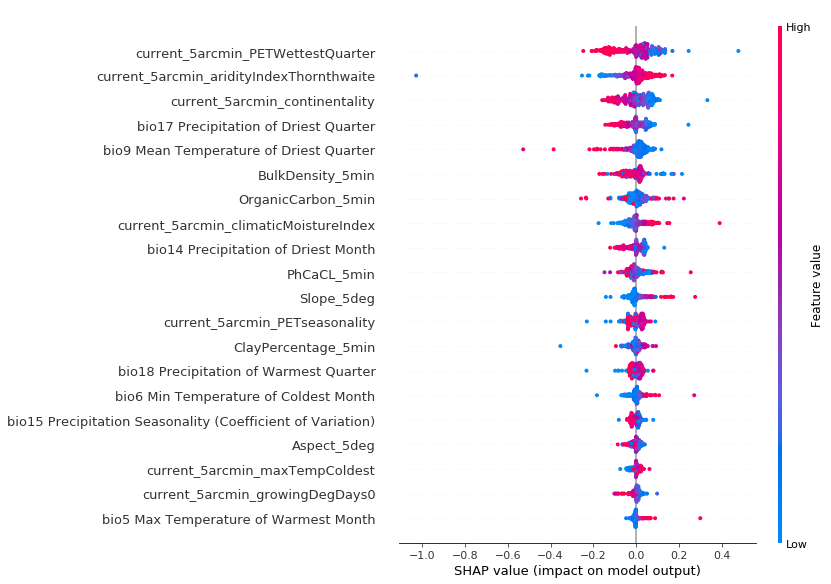 High
current_5arcmin_PETWettestQuarter
current_5arcmin_aridityIndexThornthwaite
current_5arcmin_continentality
bio17 Precipitation of Driest Quarter
bio9 Mean Temperature of Driest Quarter
BulkDensity_5min
OrganicCarbon_5min
current_5arcmin_climaticMoistureIndex
bio14 Precipitation of Driest Month
PhCaCL_5min
Slope_5deg
current_5arcmin_PETseasonality
ClayPercentage_5min
bio18 Precipitation of Warmest Quarter
bio6 Min Temperature of Coldest Month
bio15 Precipitation Seasonality (Coefficient of Variation)
Aspect_5deg
current_5arcmin_maxTempColdest
current_5arcmin_growingDegDays0
bio5 Max Temperature of Warmest Month
Feature value
Low
−1.0 −0.8 −0.6 −0.4 −0.2 0.0 0.2 0.4
SHAP value (impact on model output)